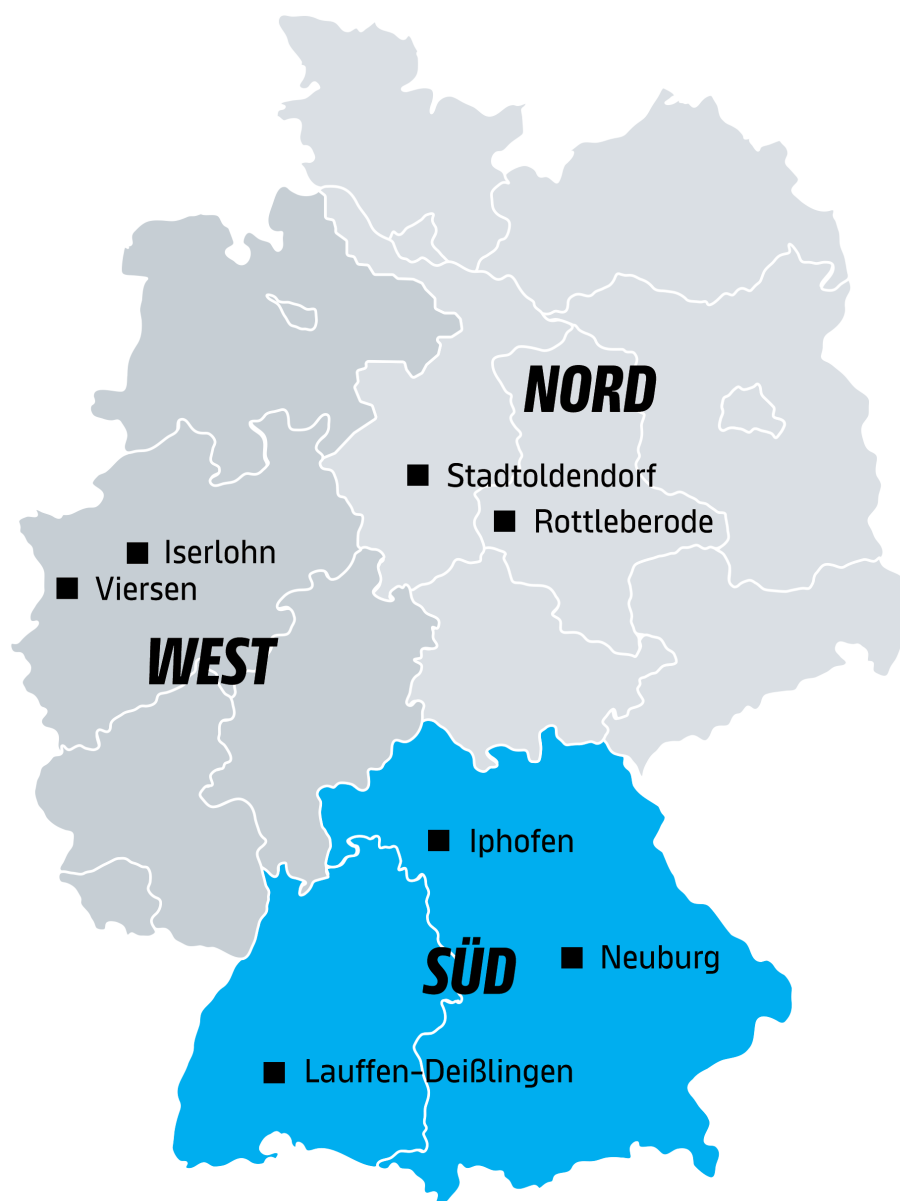 NORD
Stadtoldendorf
Rottleberode
Iserlohn
Viersen
WEST
Iphofen
SÜD
Neuburg
Lauffen-Deißlingen